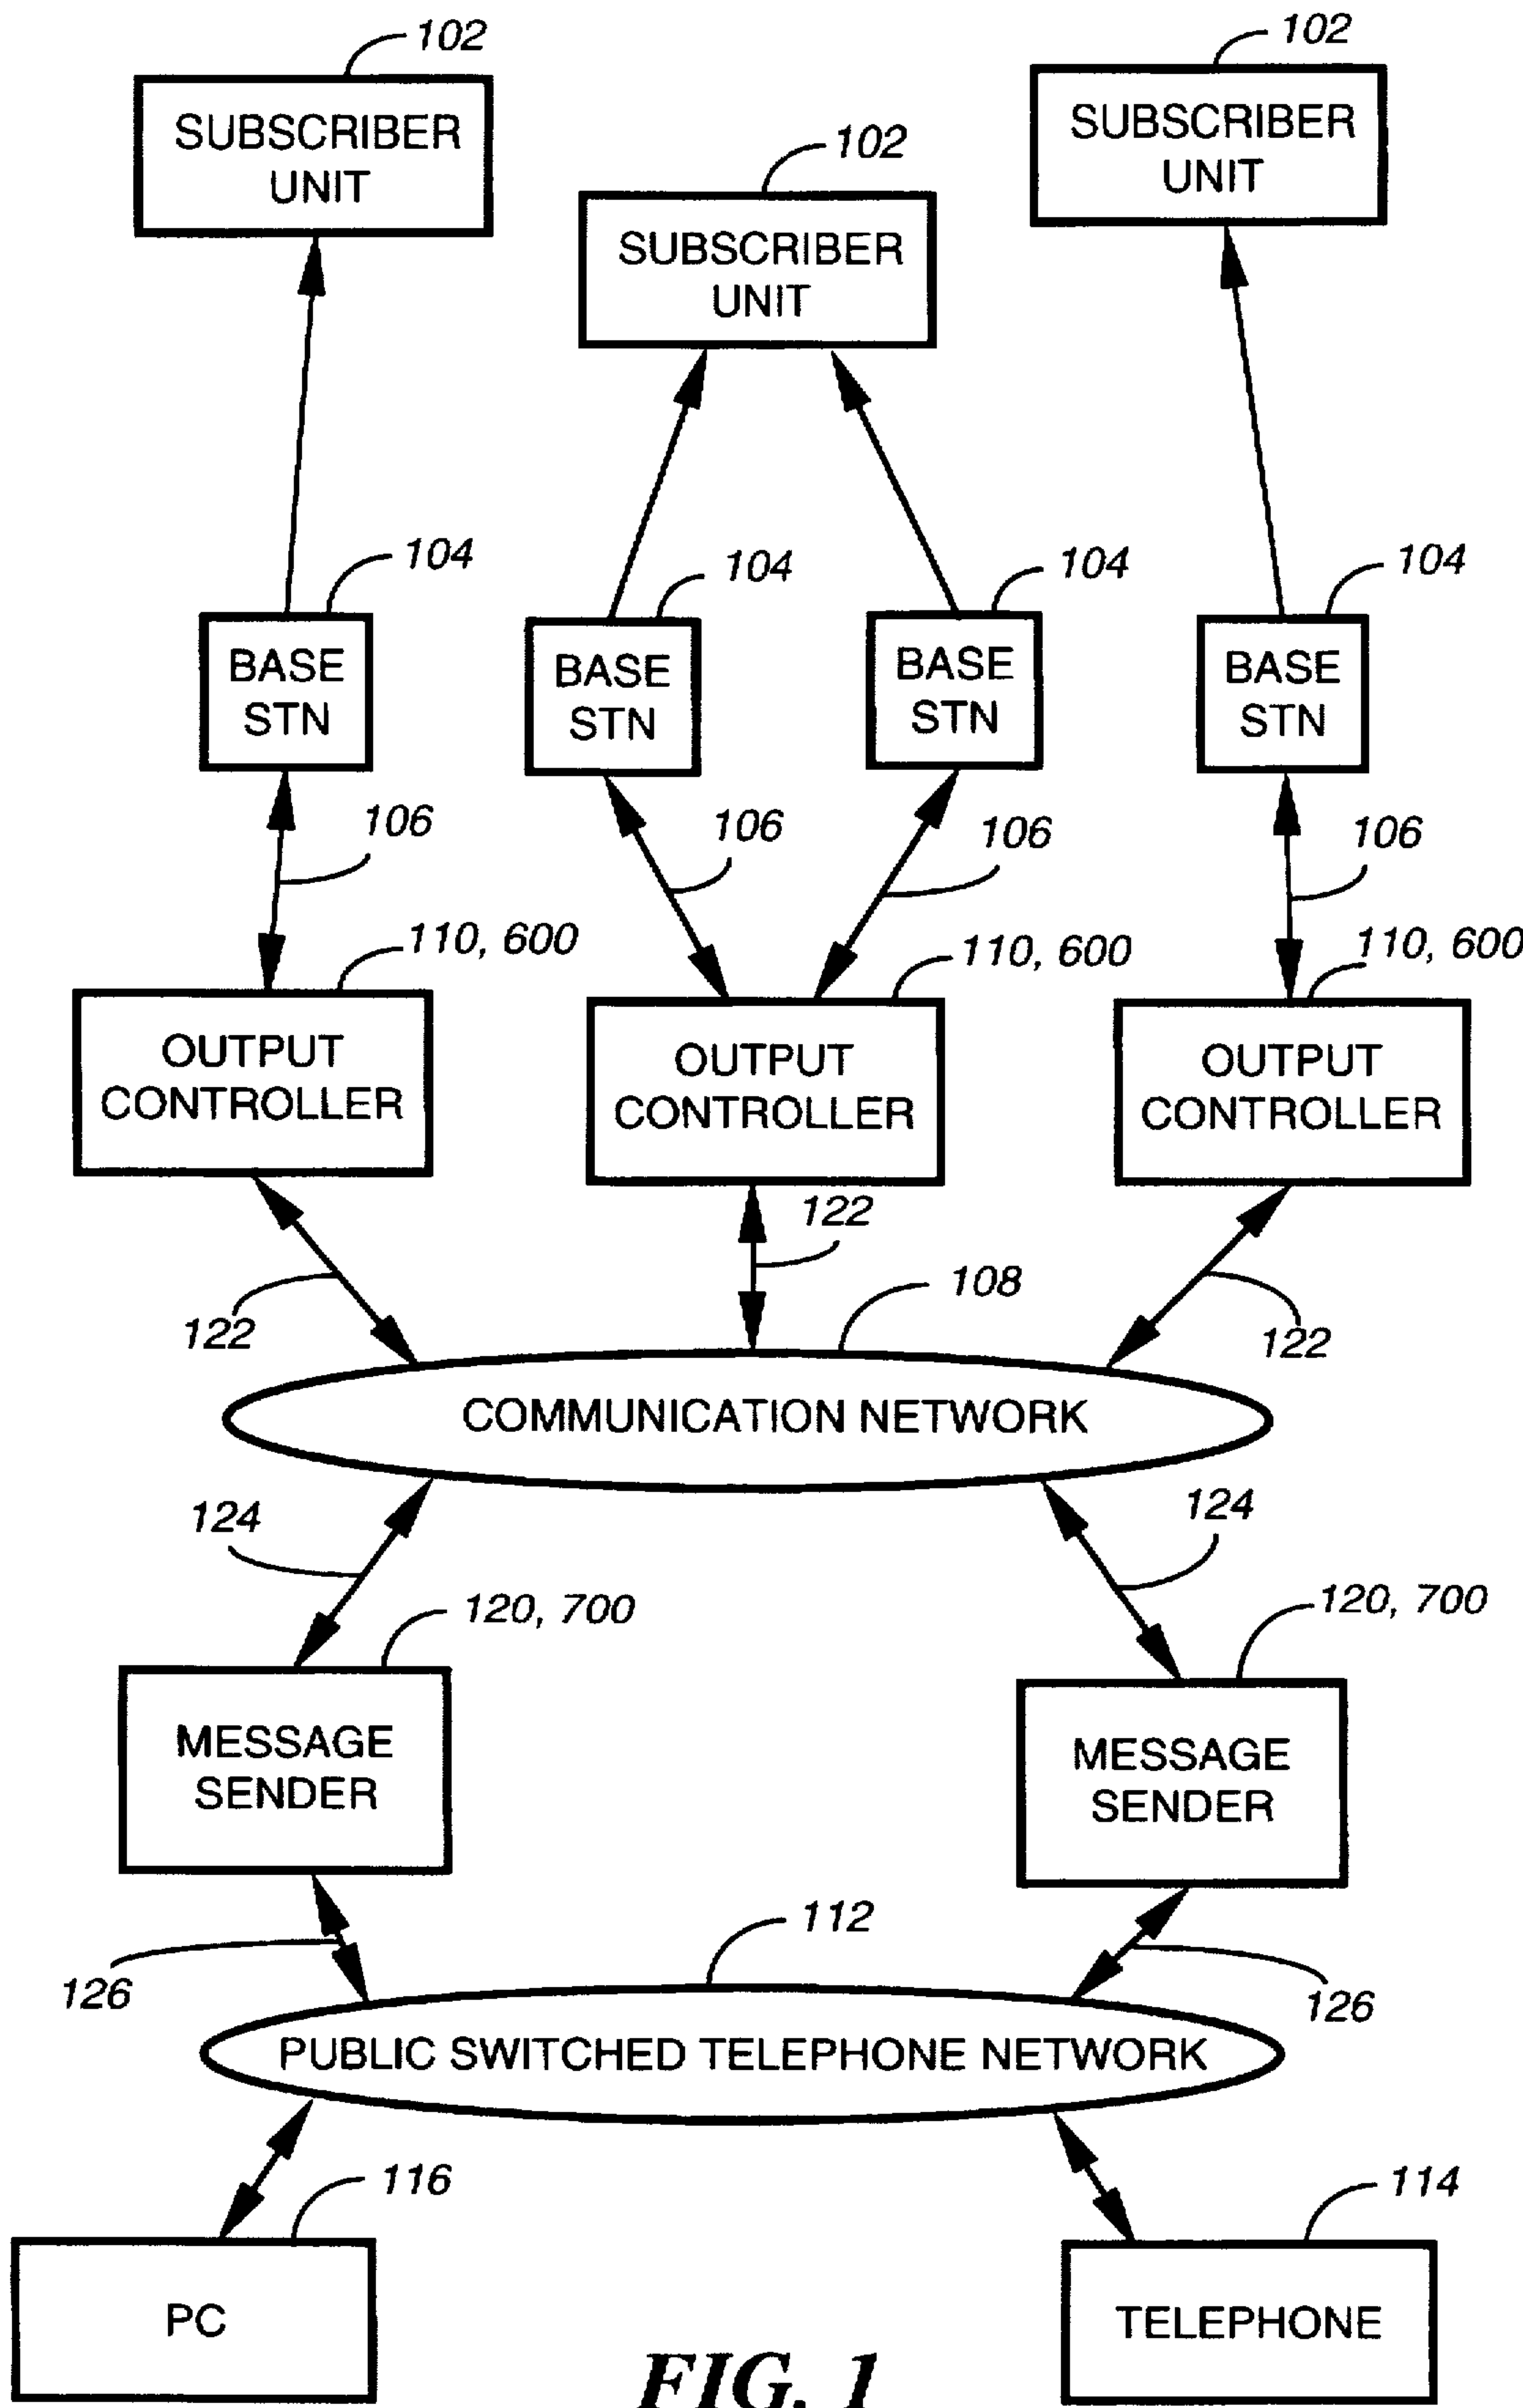 102
102
SUBSCRIBER
UNIT
SUBSCRIBER
UNIT
102
SUBSCRIBER
UNIT
104
104
104
104
BASE
STN
BASE
STN
BASE
STN
BASE
STN
106
106
106
106
110, 600
110, 600
110, 600
OUTPUT
CONTROLLER
OUTPUT
CONTROLLER
OUTPUT
CONTROLLER
122
122
122
108
COMMUNICATION NETWORK
124
124
120, 700
120, 700
MESSAGE
SENDER
MESSAGE
SENDER
112
126
126
PUBLIC SWITCHED TELEPHONE NETWORK
116
114
PC
TELEPHONE
FIG. 1